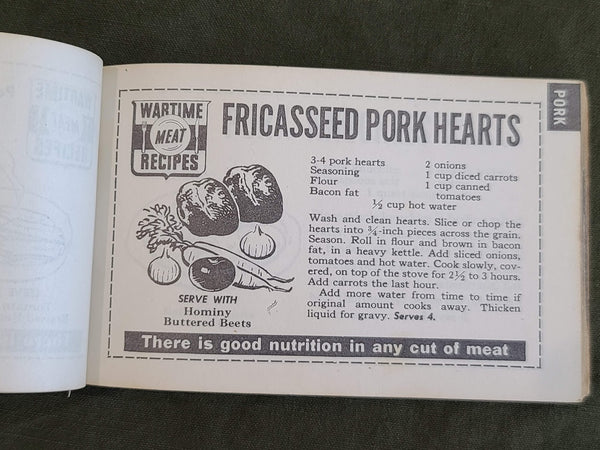 PORK
WARTIME
MEAT
RECIPES
FRICASSEED PORK HEARTS
3-4 pork hearts
Seasoning
Flour
Bacon fat
2 onions
1 cup diced carrots
1 cup canned
tomatoes
½ cup hot water
Wash and clean hearts. Slice or chop the
hearts into ¾-inch pieces across the grain.
Season. Roll in flour and brown in bacon
fat, in a heavy kettle. Add sliced onions,
tomatoes and hot water. Cook slowly, cov-
ered, on top of the stove for 2½ to 3 hours.
Add carrots the last hour.
Add more water from time to time if
original amount cooks away. Thicken
liquid for gravy. Serves 4.
SERVE WITH
Hominy
Buttered Beets
There is good nutrition in any cut of meat